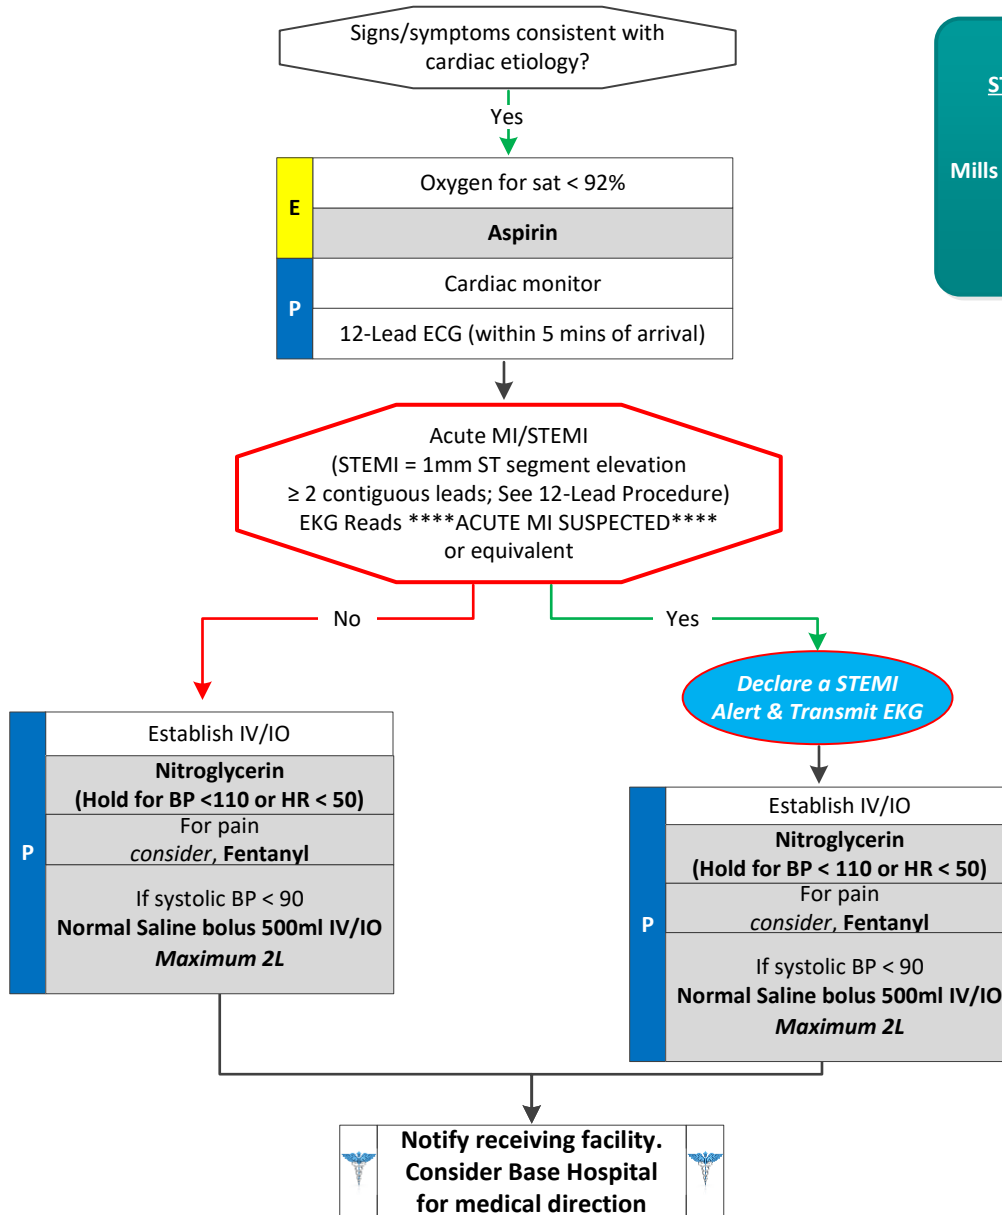 Signs/symptoms consistent with
cardiac etiology?
Yes
E
Oxygen for sat < 92%
Aspirin
P
Cardiac monitor
12-Lead ECG (within 5 mins of arrival)
Acute MI/STEMI
(STEMI = 1mm ST segment elevation
≥ 2 contiguous leads; See 12-Lead Procedure)
EKG Reads ****ACUTE MI SUSPECTED****
or equivalent
No
Yes
Declare a STEMI
Alert & Transmit EKG
P
Establish IV/IO
Nitroglycerin
(Hold for BP <110 or HR < 50)
For pain
consider, Fentanyl
If systolic BP < 90
Normal Saline bolus 500ml IV/IO
Maximum 2L
P
Establish IV/IO
Nitroglycerin
(Hold for BP < 110 or HR < 50)
For pain
consider, Fentanyl
If systolic BP < 90
Normal Saline bolus 500ml IV/IO
Maximum 2L
Notify receiving facility.
Consider Base Hospital
for medical direction
Mills